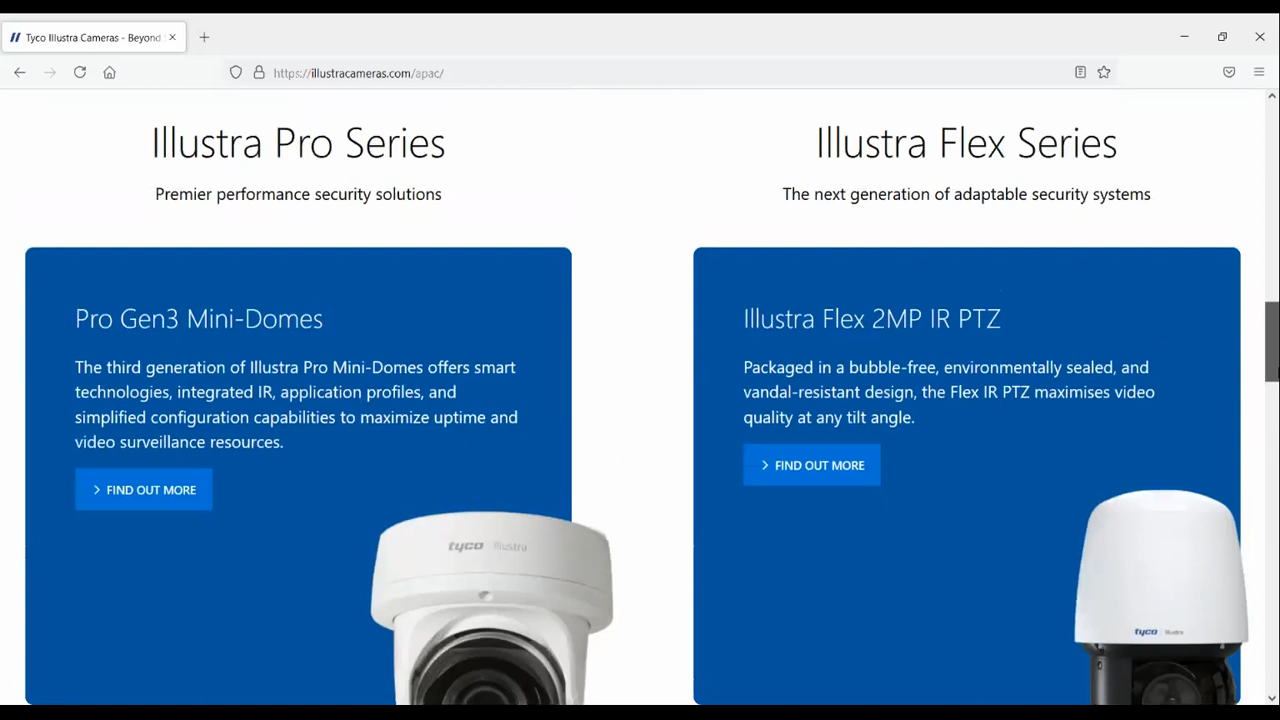 Tyco Illustra Cameras - Beyond
https://illustracameras.com/apac/
Illustra Pro Series
Premier performance security solutions
Pro Gen3 Mini-Domes
The third generation of Illustra Pro Mini-Domes offers smart
technologies, integrated IR, application profiles, and
simplified configuration capabilities to maximize uptime and
video surveillance resources.
FIND OUT MORE
tyco Illustra
Illustra Flex Series
The next generation of adaptable security systems
Illustra Flex 2MP IR PTZ
Packaged in a bubble-free, environmentally sealed, and
vandal-resistant design, the Flex IR PTZ maximises video
quality at any tilt angle.
FIND OUT MORE
tyco Illustra